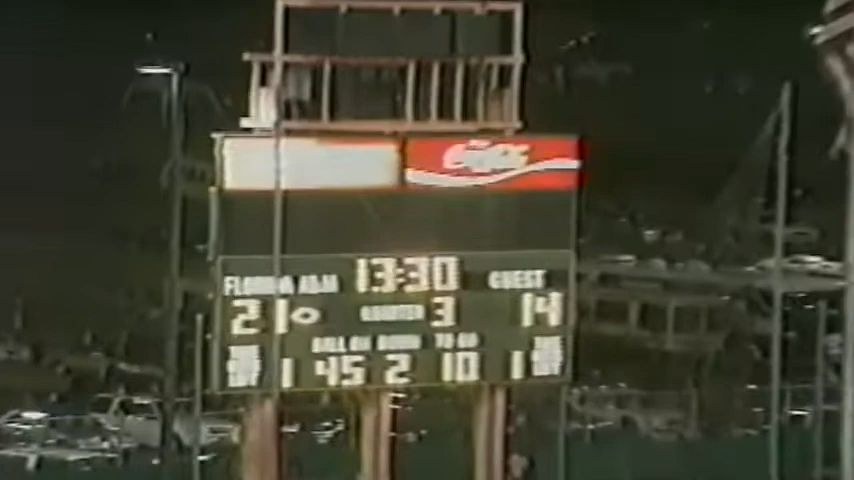 Coke
FLORIDA A&M 13:30 GUEST
21 QUARTER 3 14
BALL ON DOWN TO GO
1 45 2 10 1